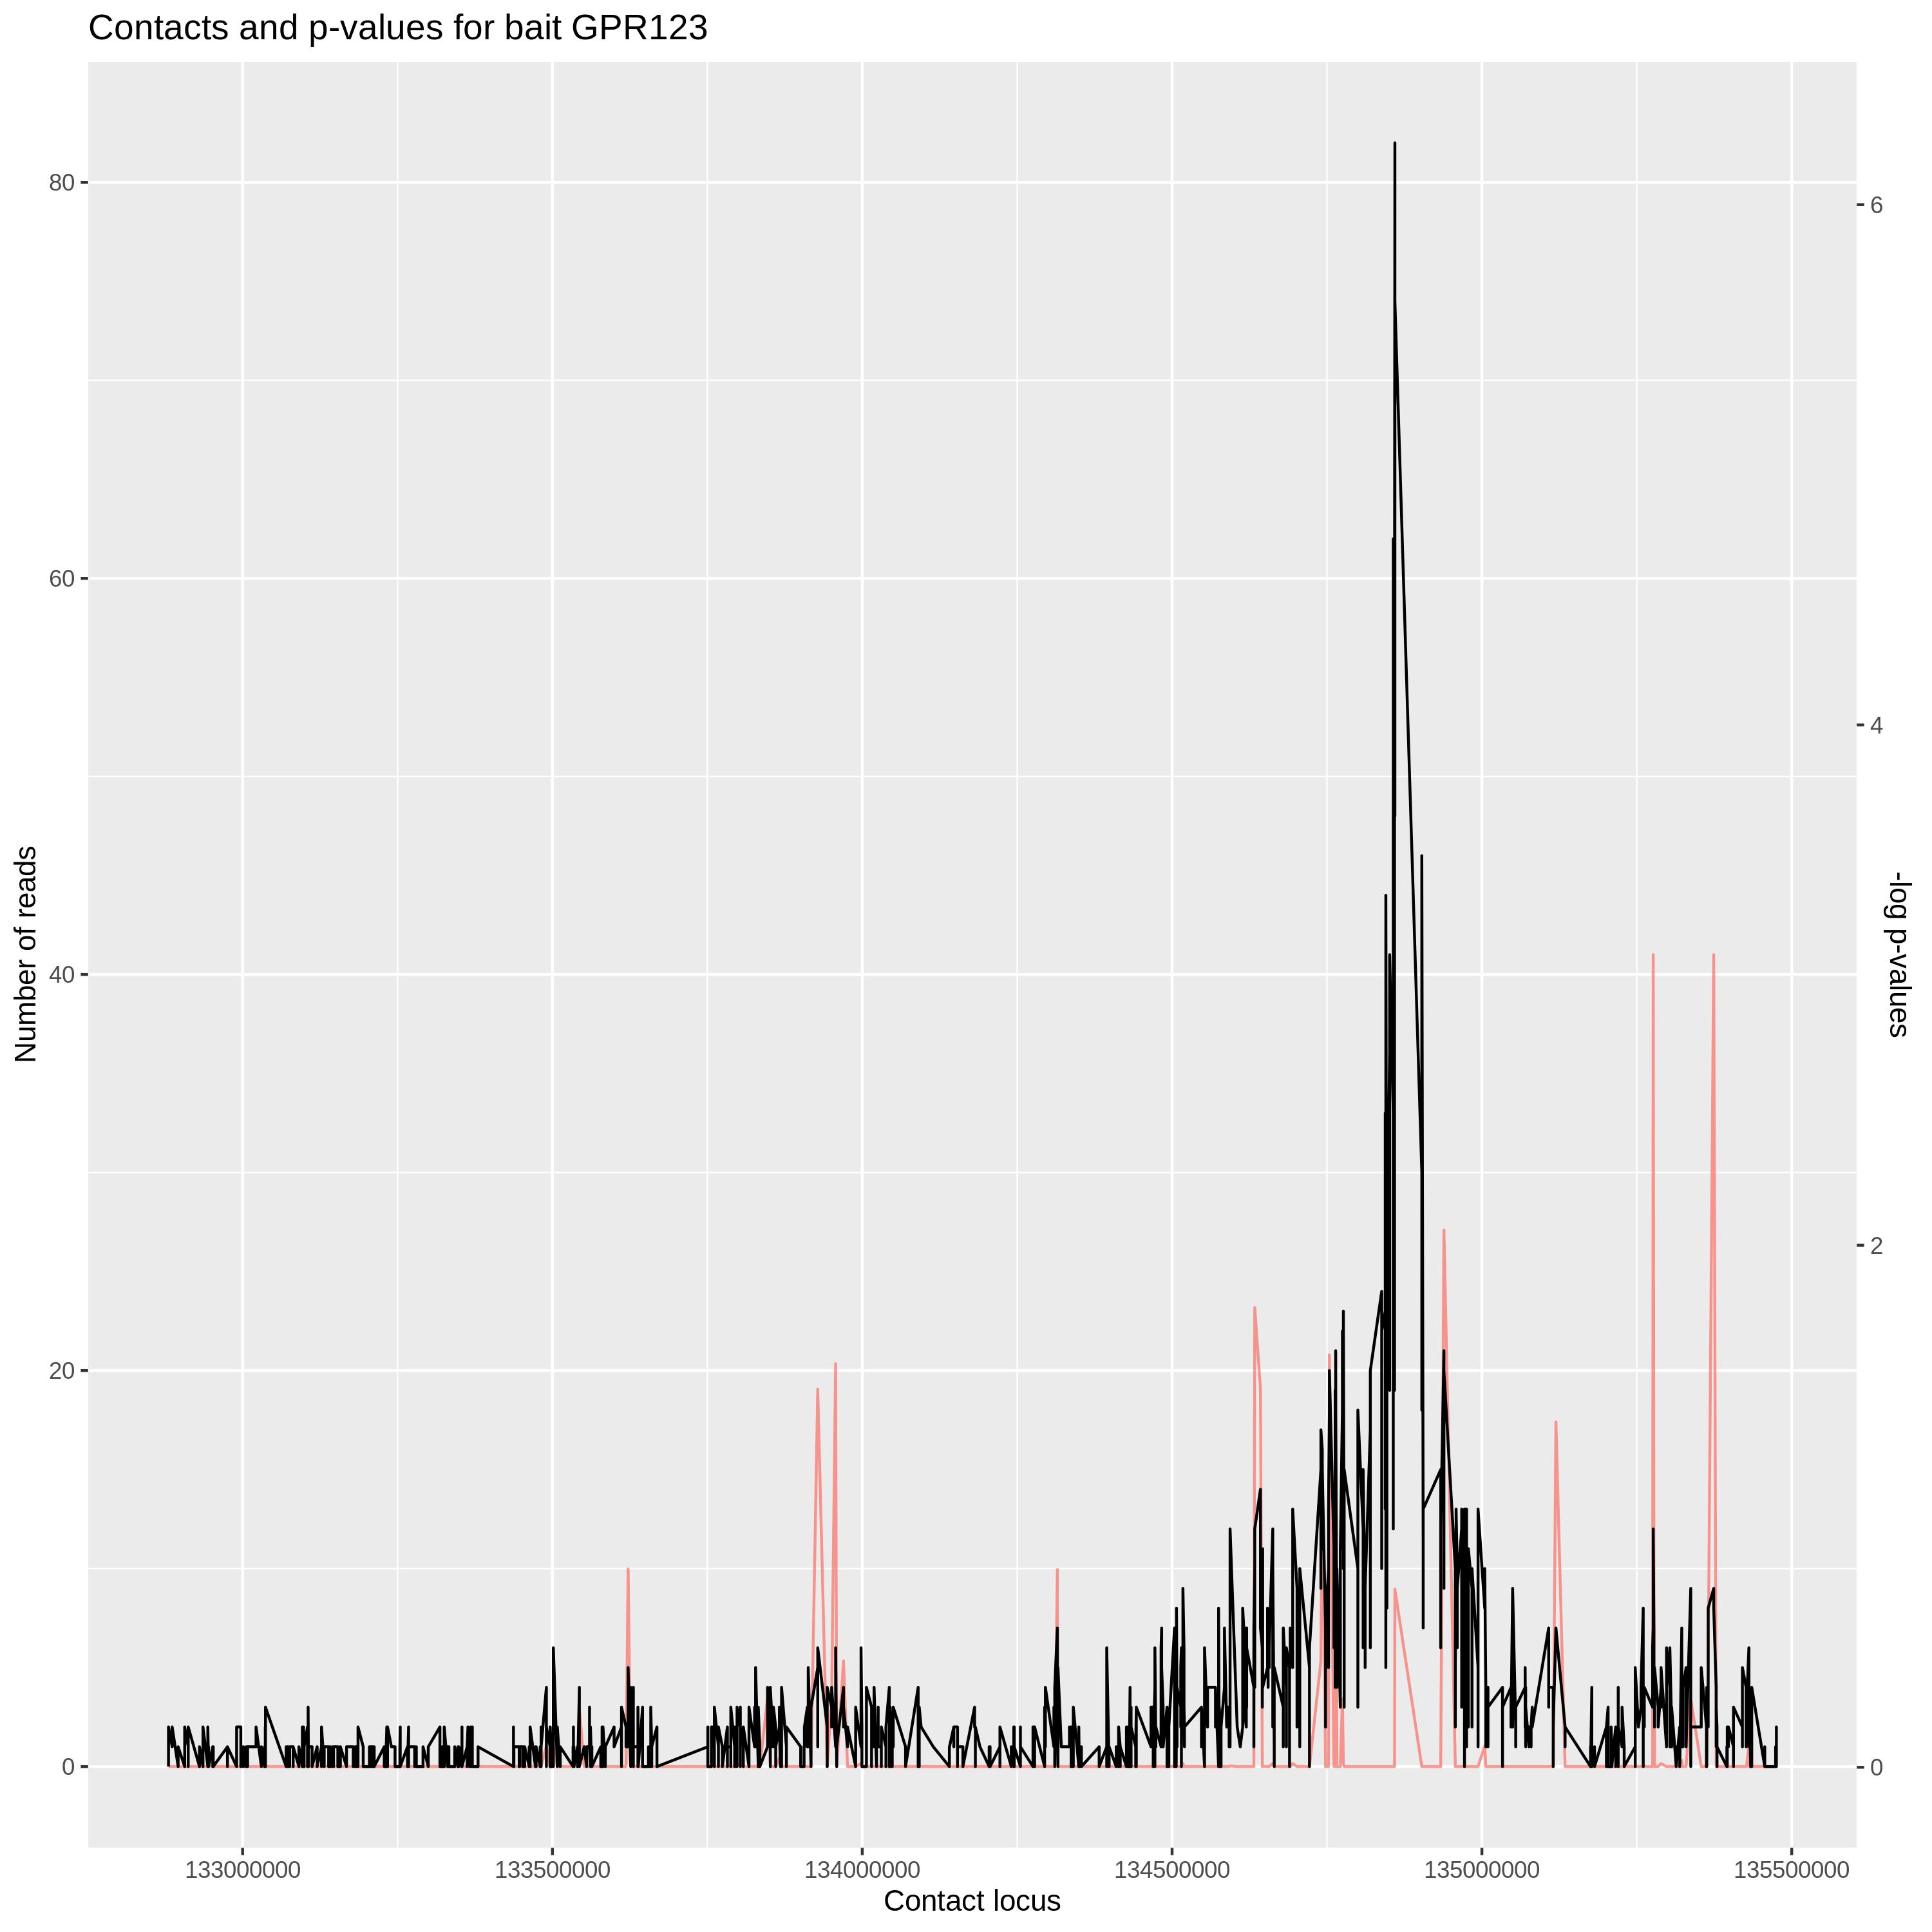 Contacts and p-values for bait GPR123
80
60
40
20
0
Number of reads
6
4
2
0
-log p-values
133000000 133500000 134000000 134500000 135000000 135500000
Contact locus